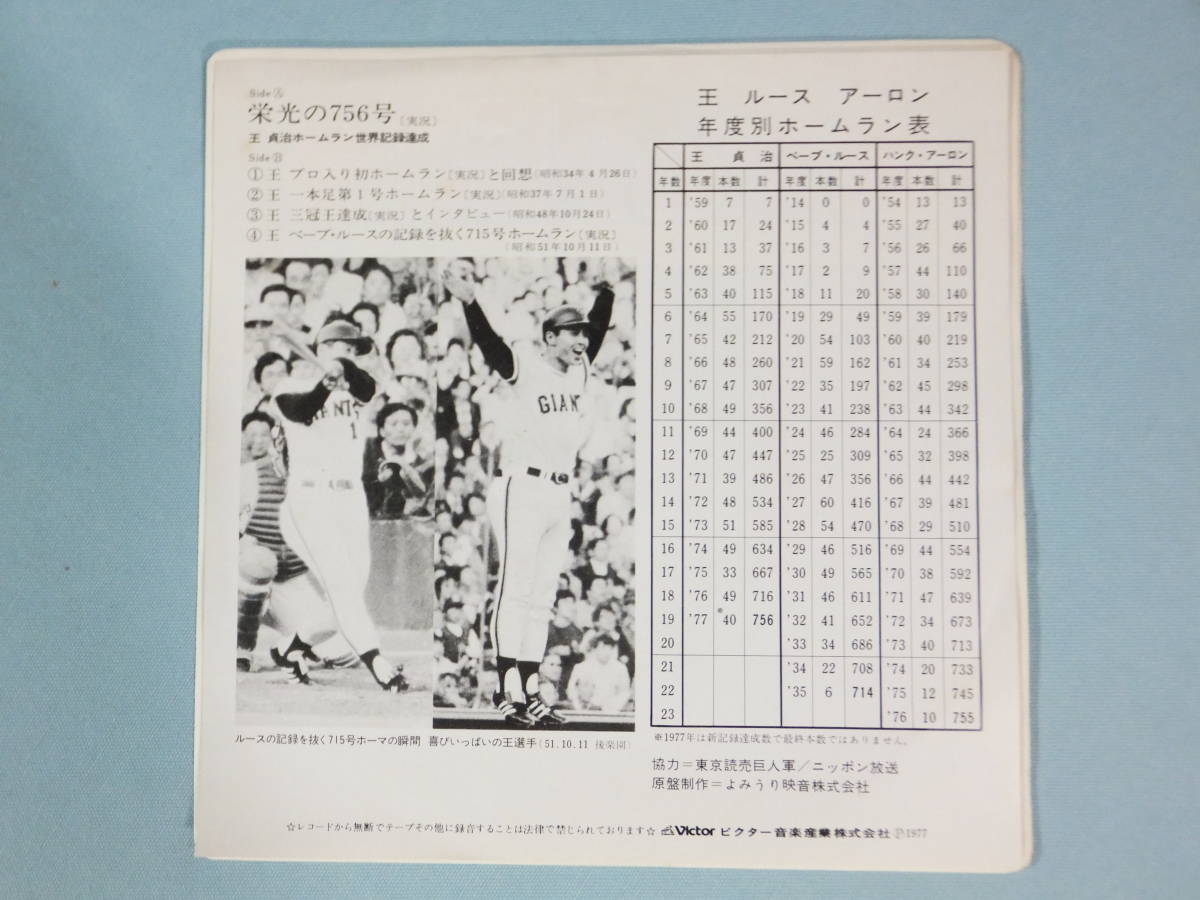 Side Ⓐ
栄光の756号〔実況〕
王 貞治ホームラン世界記録達成
Side Ⓑ
①王 プロ入り初ホームラン〔実況〕と回想(昭和34年4月26日)
②王 一本足第1号ホームラン〔実況〕(昭和37年7月1日)
③王 三冠王達成〔実況〕とインタビュー(昭和48年10月24日)
④王 ベーブ・ルースの記録を抜く715号ホームラン〔実況〕
(昭和51年10月11日)
GIANTS
1
GIAN
ルースの記録を抜く715号ホーマの瞬間 喜びいっぱいの王選手(51.10.11 後楽園)
王 ルース アーロン
年度別ホームラン表
王 貞治 ベーブ・ルース ハンク・アーロン
年数 年度 本数 計 年度 本数 計 年度 本数 計
1 '59 7 7 '14 0 0 '54 13 13
2 '60 17 24 '15 4 4 '55 27 40
3 '61 13 37 '16 3 7 '56 26 66
4 '62 38 75 '17 2 9 '57 44 110
5 '63 40 115 '18 11 20 '58 30 140
6 '64 55 170 '19 29 49 '59 39 179
7 '65 42 212 '20 54 103 '60 40 219
8 '66 48 260 '21 59 162 '61 34 253
9 '67 47 307 '22 35 197 '62 45 298
10 '68 49 356 '23 41 238 '63 44 342
11 '69 44 400 '24 46 284 '64 24 366
12 '70 47 447 '25 25 309 '65 32 398
13 '71 39 486 '26 47 356 '66 44 442
14 '72 48 534 '27 60 416 '67 39 481
15 '73 51 585 '28 54 470 '68 29 510
16 '74 49 634 '29 46 516 '69 44 554
17 '75 33 667 '30 49 565 '70 38 592
18 '76 49 716 '31 46 611 '71 47 639
19 '77 ※40 756 '32 41 652 '72 34 673
20 '33 34 686 '73 40 713
21 '34 22 708 '74 20 733
22 '35 6 714 '75 12 745
23 '76 10 755
※1977年は新記録達成数で最終本数ではありません。
協力=東京読売巨人軍/ニッポン放送
原盤制作=よみうり映音株式会社
☆レコードから無断でテープその他に録音することは法律で禁じられております☆ Victor ビクター音楽産業株式会社 Ⓟ1977